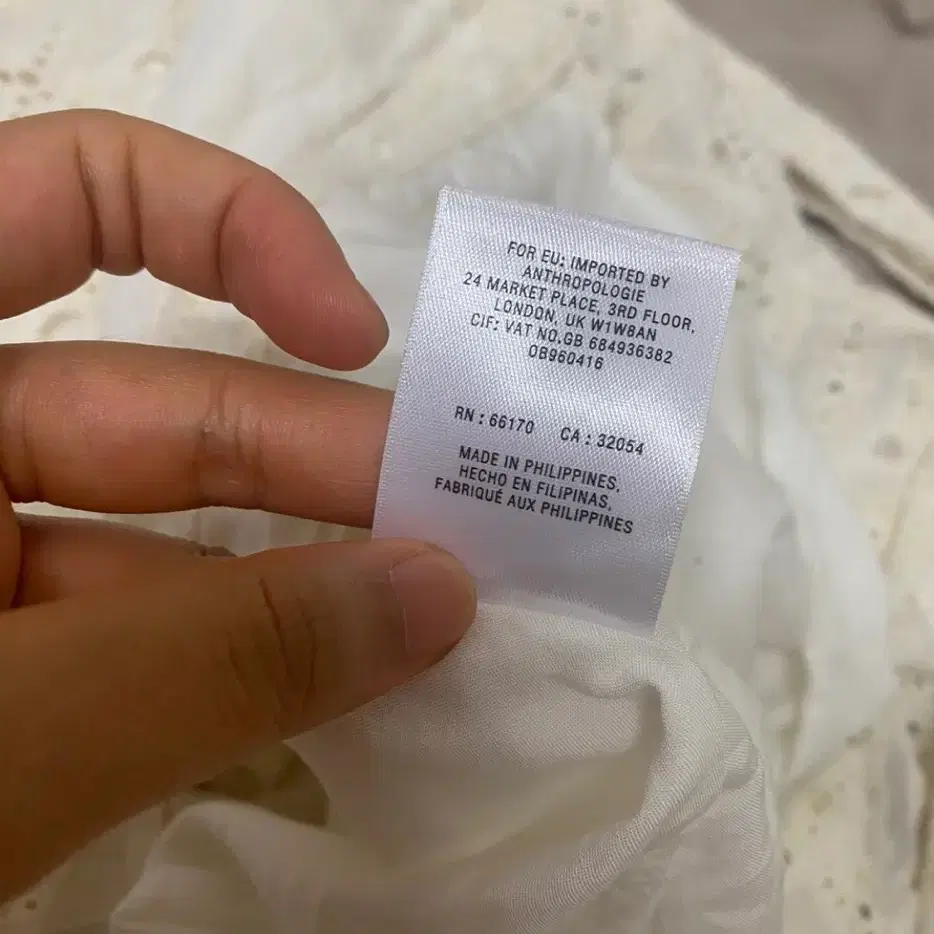 FOR EU: IMPORTED BY
ANTHROPOLOGIE
24 MARKET PLACE, 3RD FLOOR,
LONDON, UK W1W8AN
CIF: VAT NO.GB 684936382
0B960416
RN : 66170 CA : 32054
MADE IN PHILIPPINES,
HECHO EN FILIPINAS,
FABRIQUÉ AUX PHILIPPINES